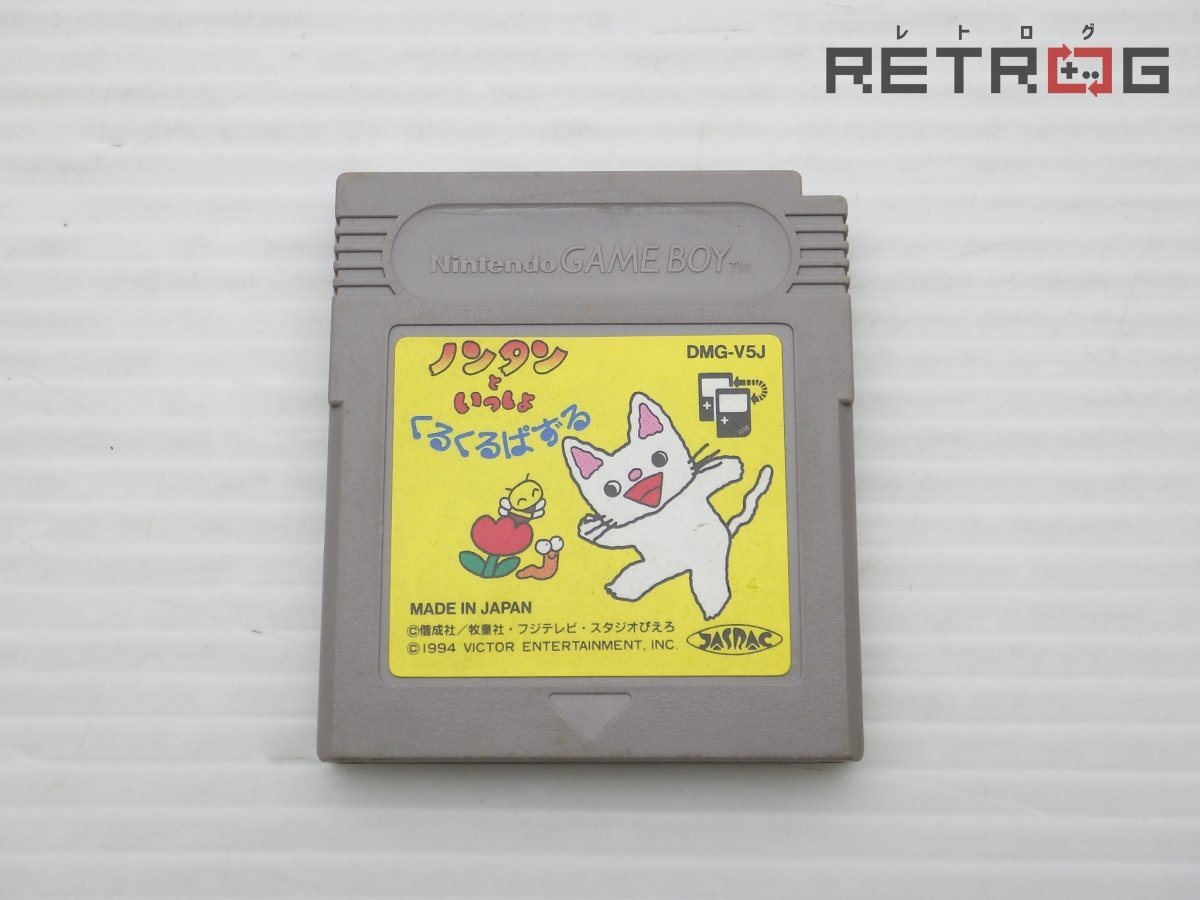 レトログ
RETROG
Nintendo GAME BOY TM
ノンタン
と
いっしょ
くるくるぱずる
DMG-V5J
MADE IN JAPAN
©偕成社／牧童社・フジテレビ・スタジオぴえろ
©1994 VICTOR ENTERTAINMENT, INC.
JASRAC